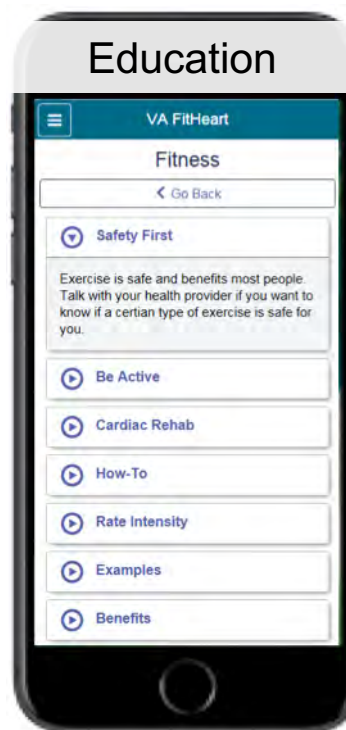 Education
VA FitHeart
Fitness
Go Back
Safety First
Exercise is safe and benefits most people.
Talk with your health provider if you want to
know if a certian type of exercise is safe for
you.
Be Active
Cardiac Rehab
How-To
Rate Intensity
Examples
Benefits